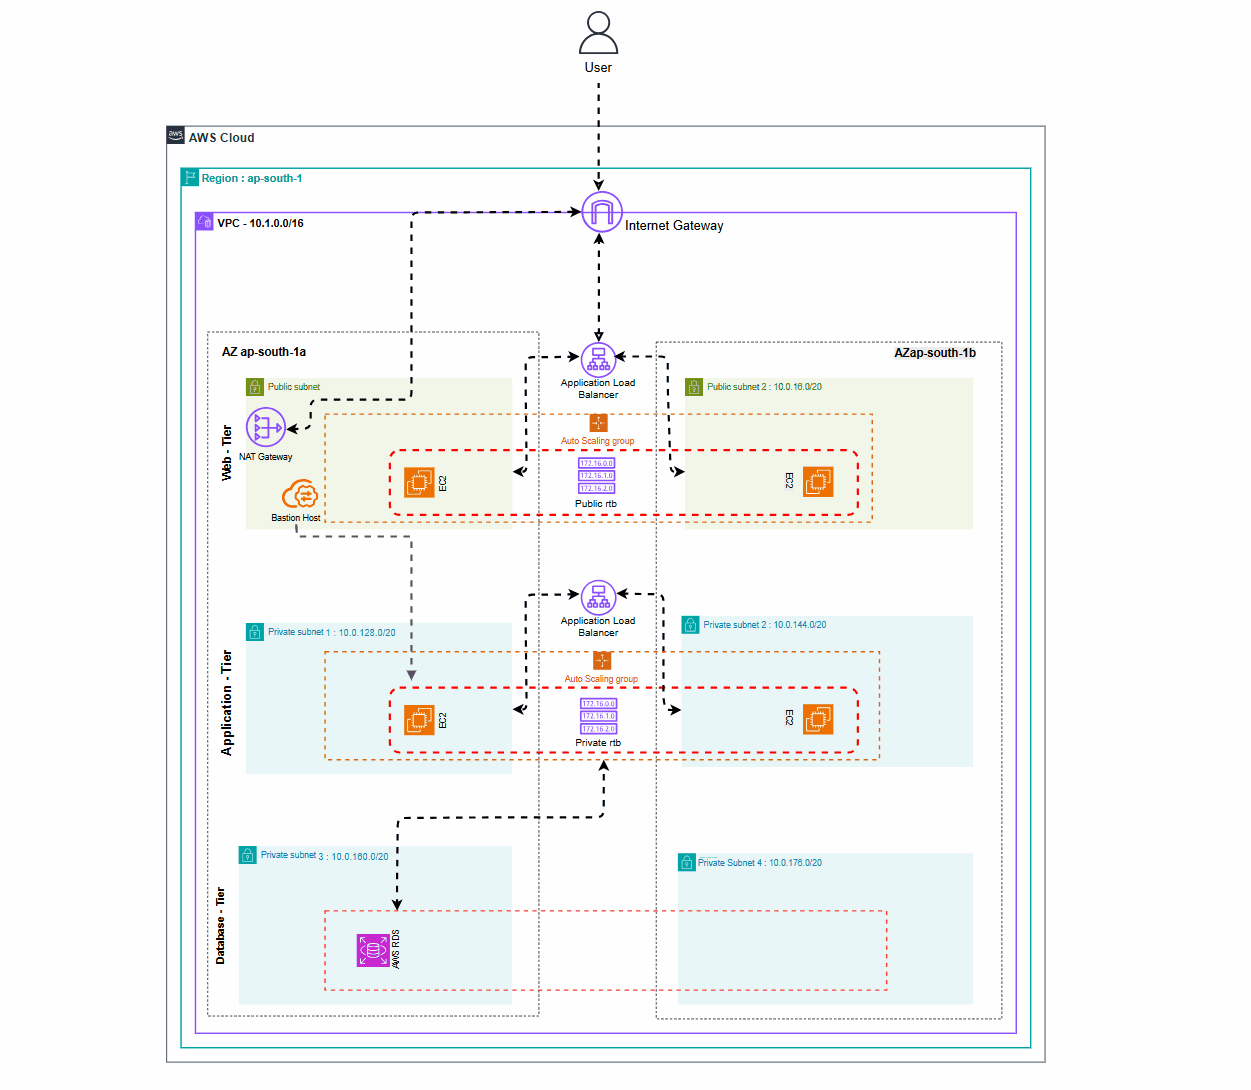 User
aws
AWS Cloud
Region : ap-south-1
VPC - 10.1.0.0/16
Internet Gateway
AZ ap-south-1a
AZap-south-1b
Application Load
Balancer
Public subnet
Public subnet 2 : 10.0.16.0/20
Web - Tier
NAT Gateway
Auto Scaling group
172.16.0.0
172.16.1.0
172.16.2.0
EC2
EC2
Public rtb
Bastion Host
Application Load
Balancer
Private subnet 1 : 10.0.128.0/20
Private subnet 2 : 10.0.144.0/20
Application - Tier
Auto Scaling group
172.16.0.0
172.16.1.0
172.16.2.0
EC2
EC2
Private rtb
Private subnet 3 : 10.0.160.0/20
Private Subnet 4 : 10.0.176.0/20
Database - Tier
AWS RDS